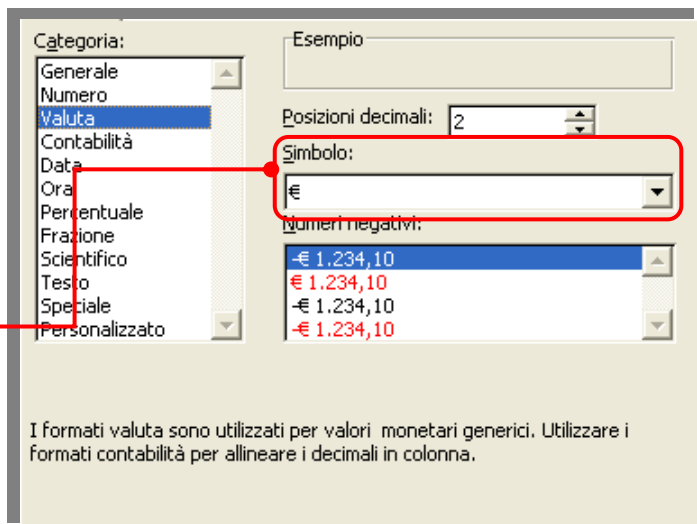 Categoria:
Generale
Numero
Valuta
Contabilità
Data
Ora
Percentuale
Frazione
Scientifico
Testo
Speciale
Personalizzato
Esempio
Posizioni decimali: 2
Simbolo:
€
Numeri negativi:
-€ 1.234,10
€ 1.234,10
-€ 1.234,10
-€ 1.234,10
I formati valuta sono utilizzati per valori monetari generici. Utilizzare i
formati contabilità per allineare i decimali in colonna.